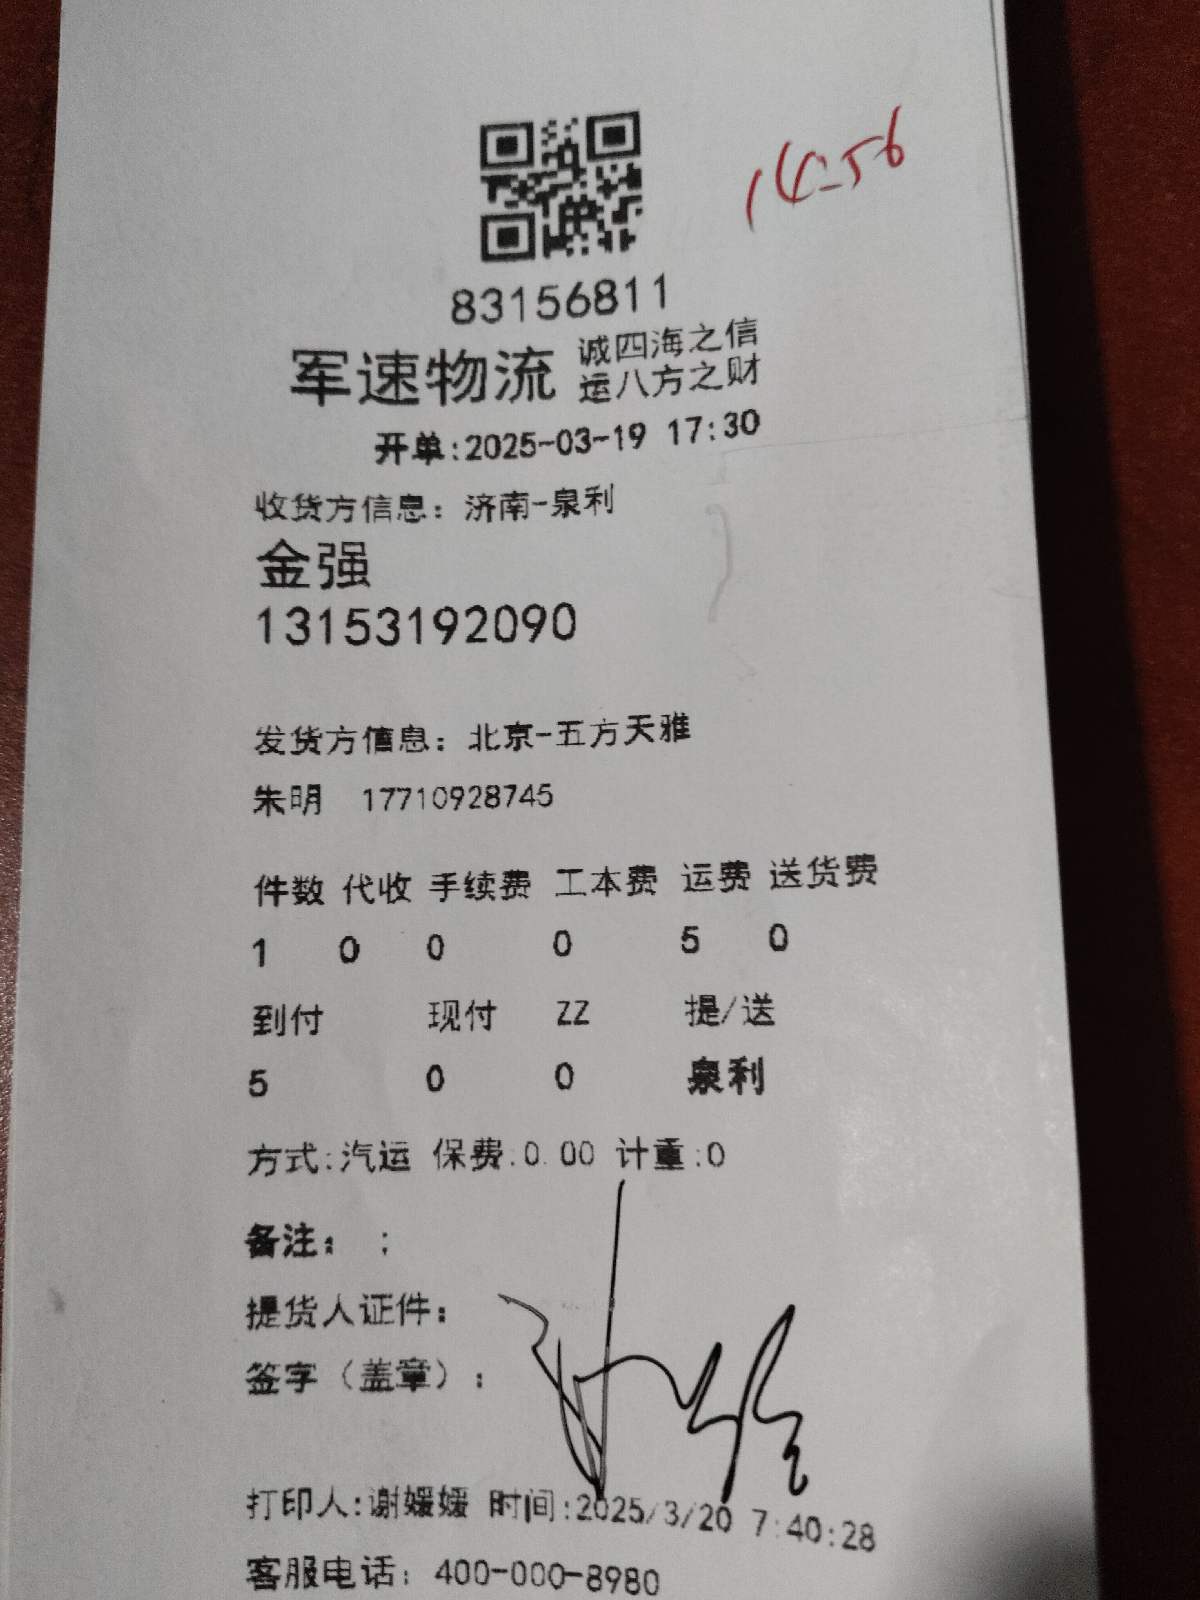 14-56
83156811
军速物流 诚四海之信
运八方之财
开单:2025-03-19 17:30
收货方信息: 济南-泉利
金强
13153192090
发货方信息: 北京-五方天雅
朱明 17710928745
件数 代收 手续费 工本费 运费 送货费
1 0 0 0 5 0
到付 现付 ZZ 提/送
5 0 0 泉利
方式:汽运 保费:0.00 计重:0
备注: ;
提货人证件:
签字（盖章）:
打印人:谢媛媛 时间:2025/3/20 7:40:28
客服电话: 400-000-8980